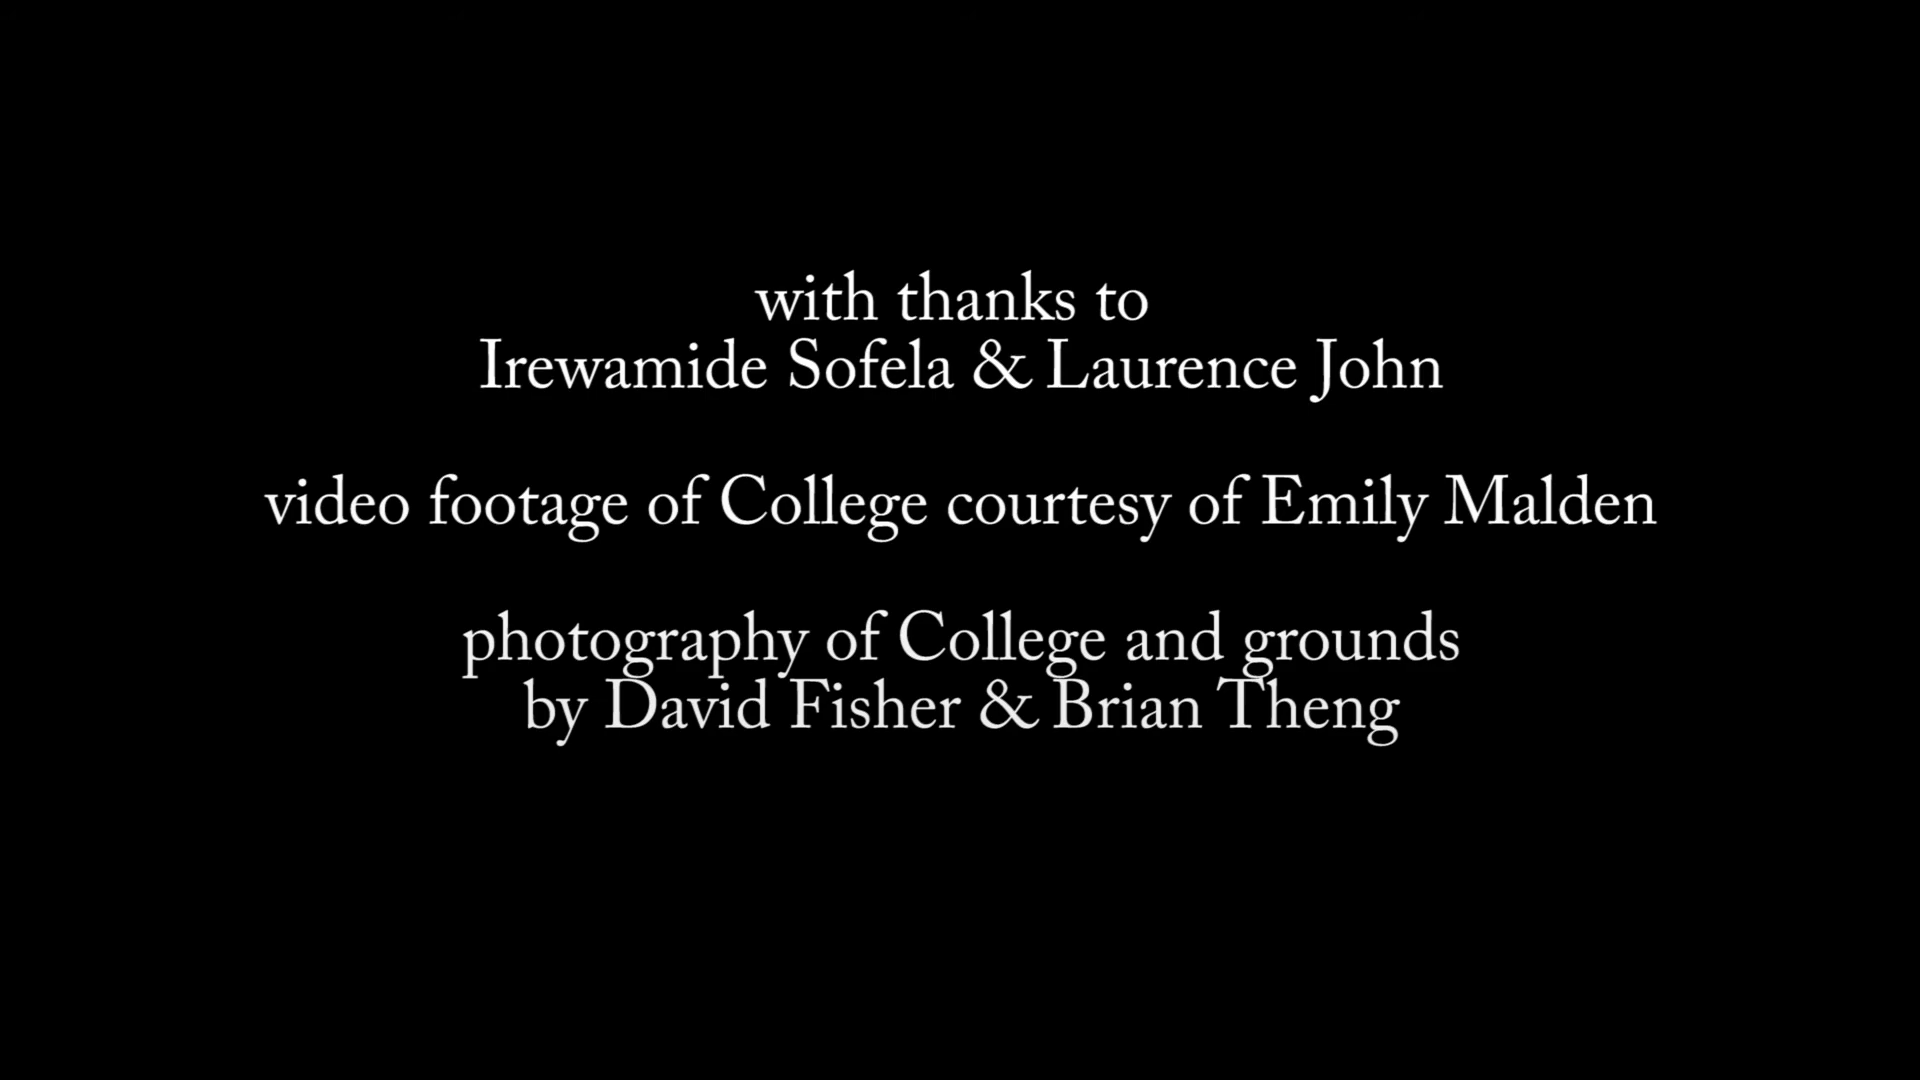 with thanks to
Irewamide Sofela & Laurence John
video footage of College courtesy of Emily Malden
photography of College and grounds
by David Fisher & Brian Theng